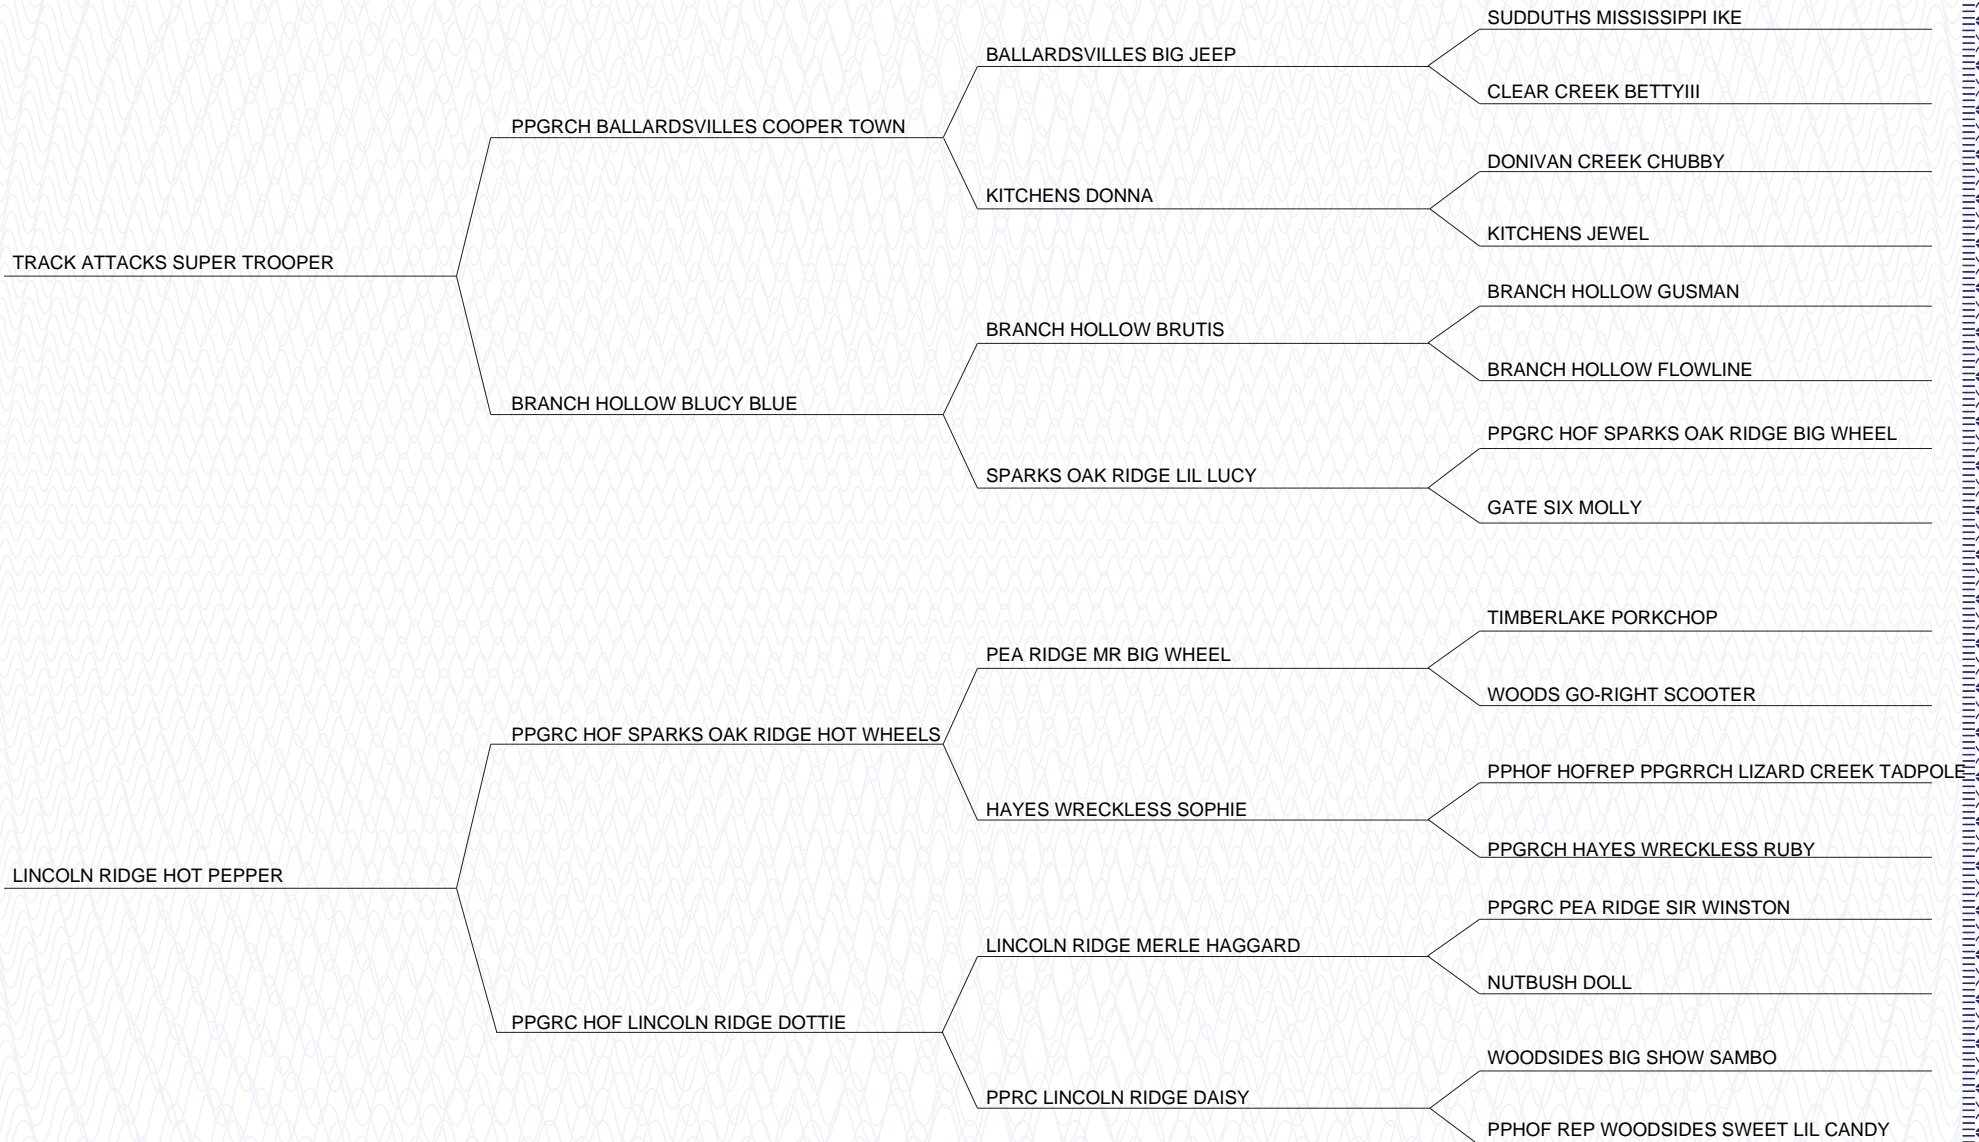 SUDDUTHS MISSISSIPPI IKE
BALLARDSVILLES BIG JEEP
CLEAR CREEK BETTYIII
PPGRCH BALLARDSVILLES COOPER TOWN
DONIVAN CREEK CHUBBY
KITCHENS DONNA
KITCHENS JEWEL
TRACK ATTACKS SUPER TROOPER
BRANCH HOLLOW GUSMAN
BRANCH HOLLOW BRUTIS
BRANCH HOLLOW FLOWLINE
BRANCH HOLLOW BLUCY BLUE
PPGRC HOF SPARKS OAK RIDGE BIG WHEEL
SPARKS OAK RIDGE LIL LUCY
GATE SIX MOLLY
TIMBERLAKE PORKCHOP
PEA RIDGE MR BIG WHEEL
WOODS GO-RIGHT SCOOTER
PPGRC HOF SPARKS OAK RIDGE HOT WHEELS
PPHOF HOFREP PPGRRCH LIZARD CREEK TADPOLE
HAYES WRECKLESS SOPHIE
PPGRCH HAYES WRECKLESS RUBY
LINCOLN RIDGE HOT PEPPER
PPGRC PEA RIDGE SIR WINSTON
LINCOLN RIDGE MERLE HAGGARD
NUTBUSH DOLL
PPGRC HOF LINCOLN RIDGE DOTTIE
WOODSIDES BIG SHOW SAMBO
PPRC LINCOLN RIDGE DAISY
PPHOF REP WOODSIDES SWEET LIL CANDY